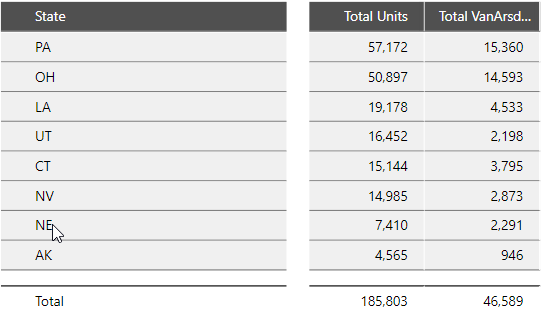 State Total Units Total VanArsd...
PA 57,172 15,360
OH 50,897 14,593
LA 19,178 4,533
UT 16,452 2,198
CT 15,144 3,795
NV 14,985 2,873
NE 7,410 2,291
AK 4,565 946
Total 185,803 46,589